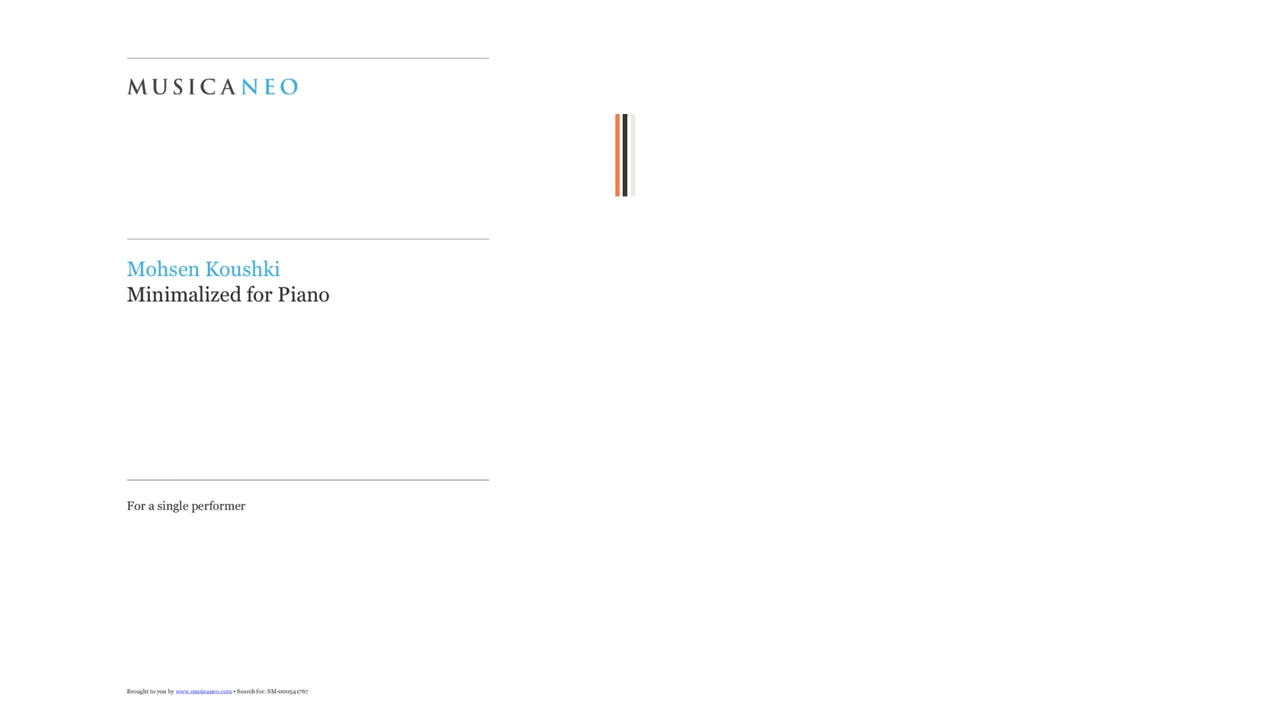 MUSICANEO
Mohsen Koushki
Minimalized for Piano
For a single performer
Brought to you by www.musicaneo.com • Search for: SM-000541767